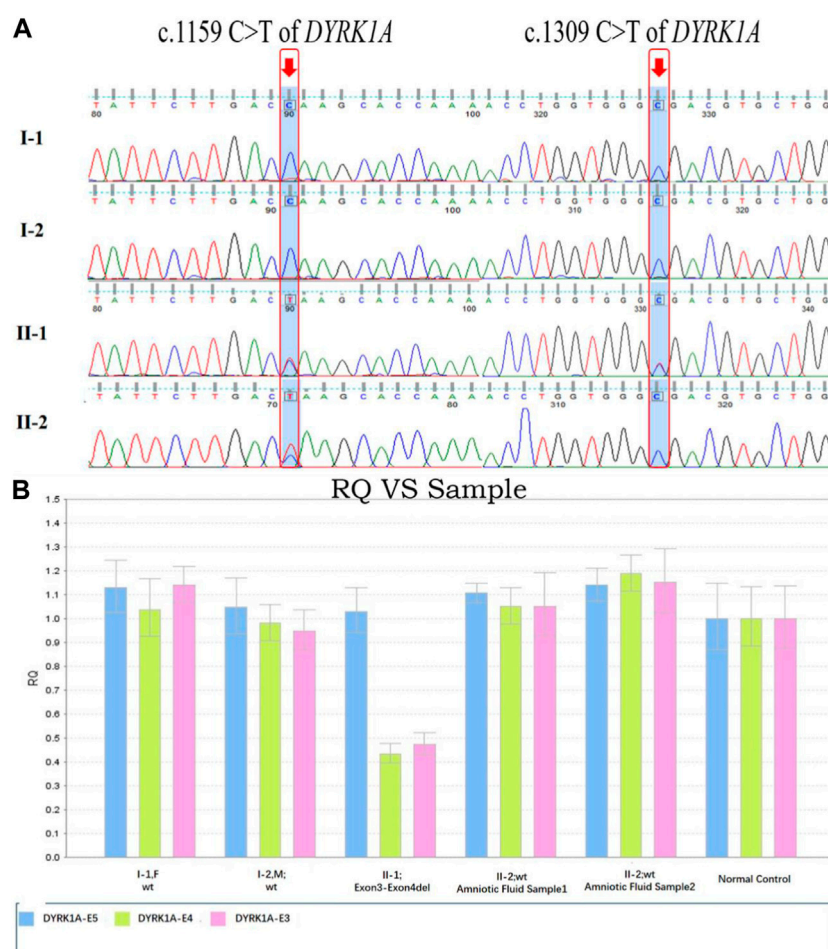 A
c.1159 C>T of DYRK1A c.1309 C>T of DYRK1A
T A T T C T T G A C C A A G C A C C A A A A C C T G G T G G G C G A C G T G C T G G
80 90 100 320 330
I-1
T A T T C T T G A C C A A G C A C C A A A A C C T G G T G G G C G A C G T G C T G G
90 100 310 320
I-2
T A T T C T T G A C T A A G C A C C A A A A C C T G G T G G G C G A C G T G C T G G
80 90 100 330 340
II-1
T A T T C T T G A C T A A G C A C C A A A A C C T G G T G G G C G A C G T G C T G G
70 80 310 320
II-2
B
RQ VS Sample
1.5
1.4
1.3
1.2
1.1
1.0
0.9
0.8
0.7
0.6
0.5
0.4
0.3
0.2
0.1
0.0
RQ
I-1,F
wt
I-2,M;
wt
II-1;
Exon3-Exon4del
II-2;wt
Amniotic Fluid Sample1
II-2;wt
Amniotic Fluid Sample2
Normal Control
DYRK1A-E5 DYRK1A-E4 DYRK1A-E3